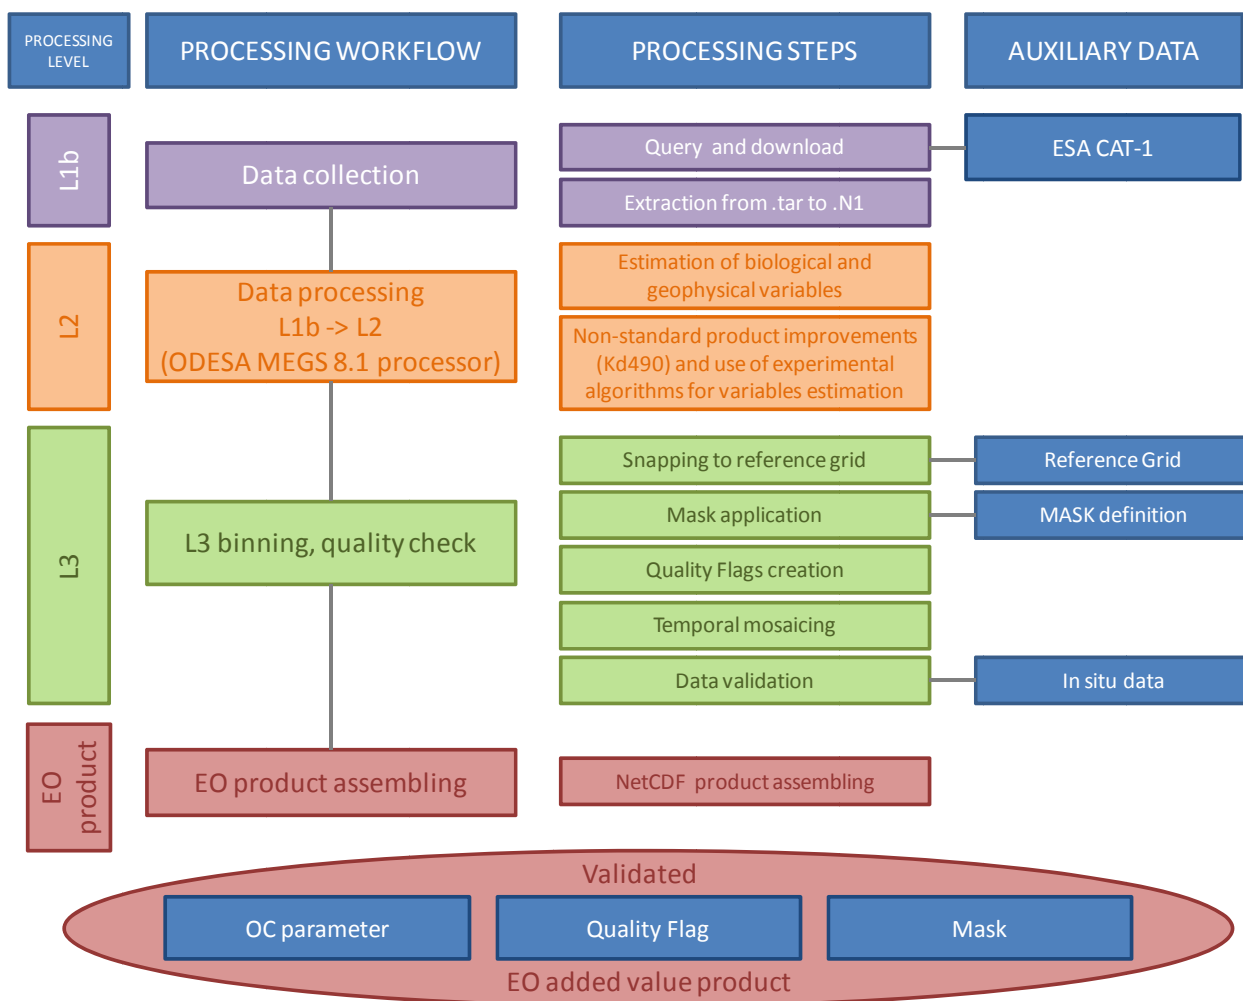 PROCESSING
LEVEL
PROCESSING WORKFLOW
PROCESSING STEPS
AUXILIARY DATA
L1b
Data collection
Query and download
ESA CAT-1
Extraction from .tar to .N1
L2
Data processing
L1b -> L2
(ODESA MEGS 8.1 processor)
Estimation of biological and
geophysical variables
Non-standard product improvements
(Kd490) and use of experimental
algorithms for variables estimation
L3
L3 binning, quality check
Snapping to reference grid
Reference Grid
Mask application
MASK definition
Quality Flags creation
Temporal mosaicing
Data validation
In situ data
EO
product
EO product assembling
NetCDF product assembling
Validated
OC parameter
Quality Flag
Mask
EO added value product